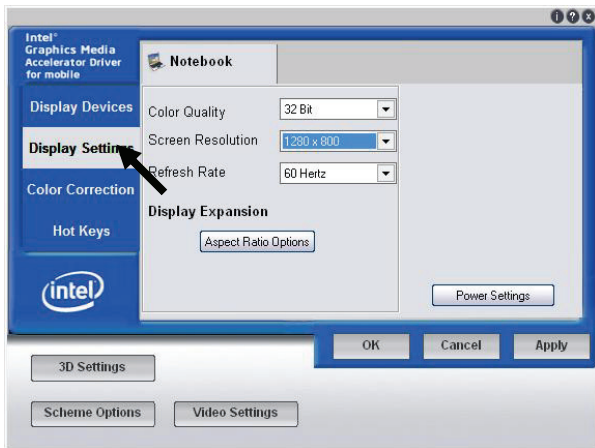 Intel®
Graphics Media
Accelerator Driver
for mobile
Notebook
Display Devices
Display Settings
Color Correction
Hot Keys
intel
Color Quality
32 Bit
Screen Resolution
1280 x 800
Refresh Rate
60 Hertz
Display Expansion
Aspect Ratio Options
Power Settings
OK
Cancel
Apply
3D Settings
Scheme Options
Video Settings